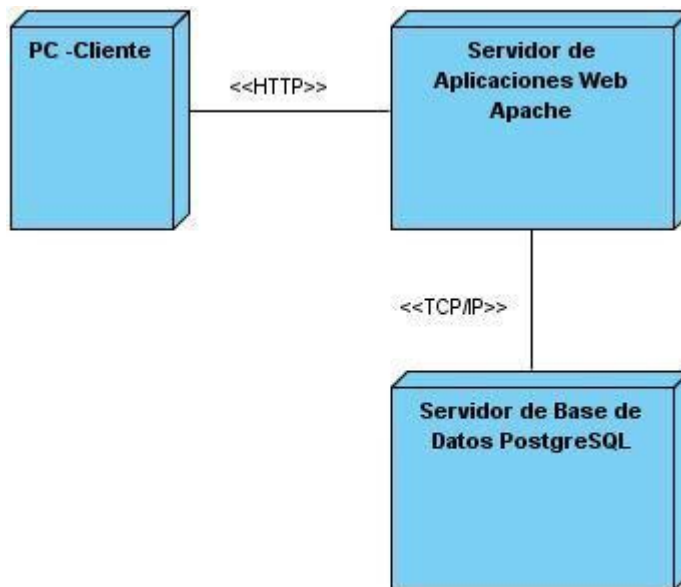 PC -Cliente
<<HTTP>>
Servidor de
Aplicaciones Web
Apache
<<TCP/IP>>
Servidor de Base de
Datos PostgreSQL